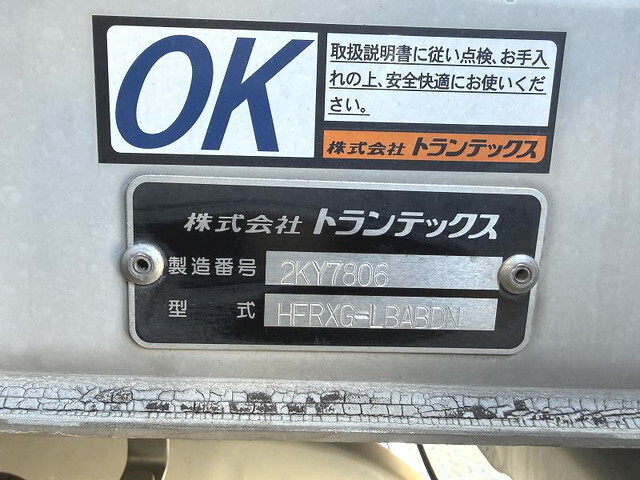 OK
取扱説明書に従い点検、お手入
れの上、安全快適にお使いくだ
さい。
株式会社 トランテックス
株式会社 トランテックス
製造番号 2KY7806
型式 HFRXG-LBABDN